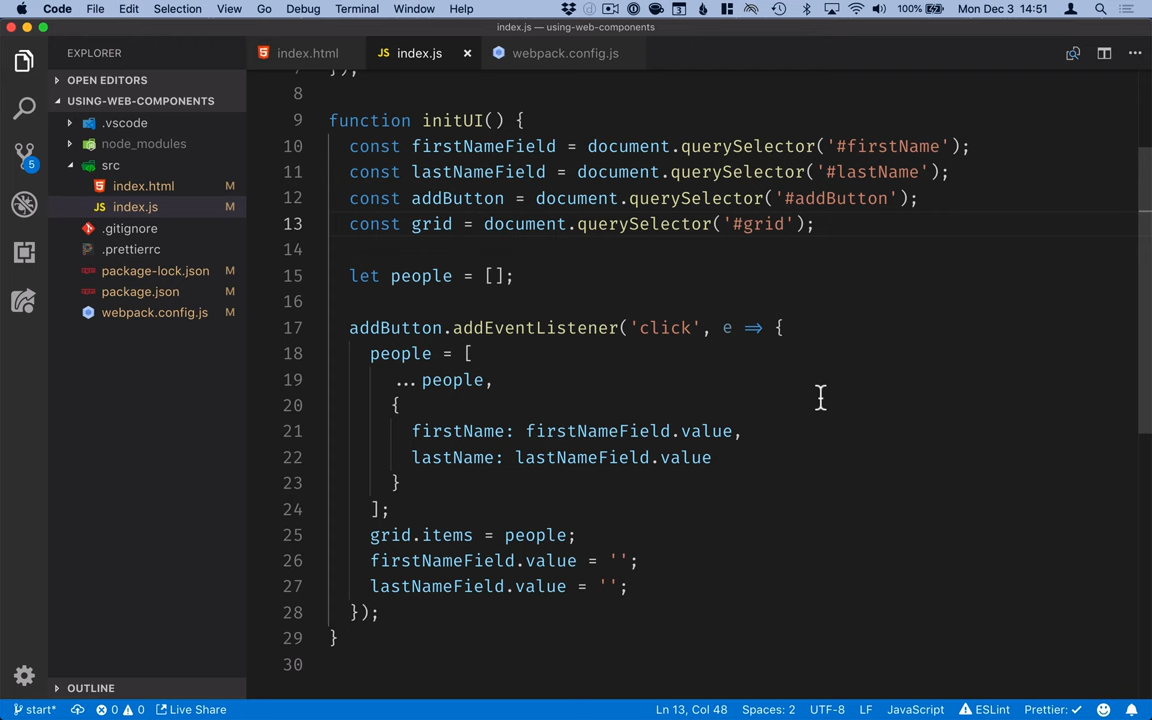 Code File Edit Selection View Go Debug Terminal Window Help 3 100% Mon Dec 3 14:51
index.js — using-web-components
EXPLORER
index.html JS index.js × webpack.config.js
OPEN EDITORS
USING-WEB-COMPONENTS
.vscode
node_modules
src
index.html M
JS index.js M
.gitignore
.prettierrc
package-lock.json M
package.json M
webpack.config.js M
5
OUTLINE
7 });
8
9 function initUI() {
10 const firstNameField = document.querySelector('#firstName');
11 const lastNameField = document.querySelector('#lastName');
12 const addButton = document.querySelector('#addButton');
13 const grid = document.querySelector('#grid');
14
15 let people = [];
16
17 addButton.addEventListener('click', e => {
18 people = [
19 ...people,
20 {
21 firstName: firstNameField.value,
22 lastName: lastNameField.value
23 }
24 ];
25 grid.items = people;
26 firstNameField.value = '';
27 lastNameField.value = '';
28 });
29 }
30
start* 0 0 Live Share Ln 13, Col 48 Spaces: 2 UTF-8 LF JavaScript ESLint Prettier: ✓